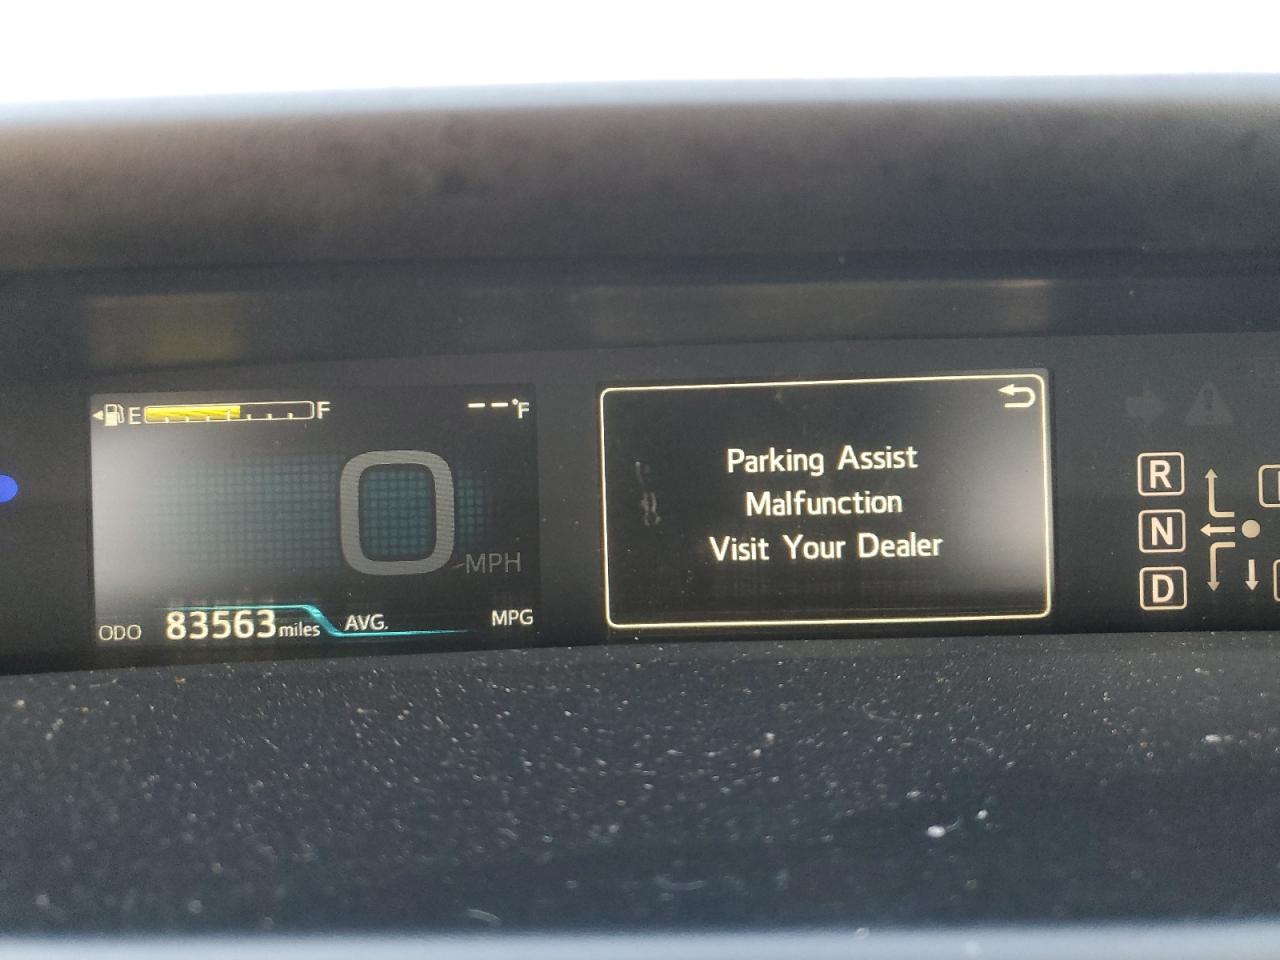 E F --°F
0 MPH
ODO 83563 miles AVG. MPG
Parking Assist
Malfunction
Visit Your Dealer
R
N
D